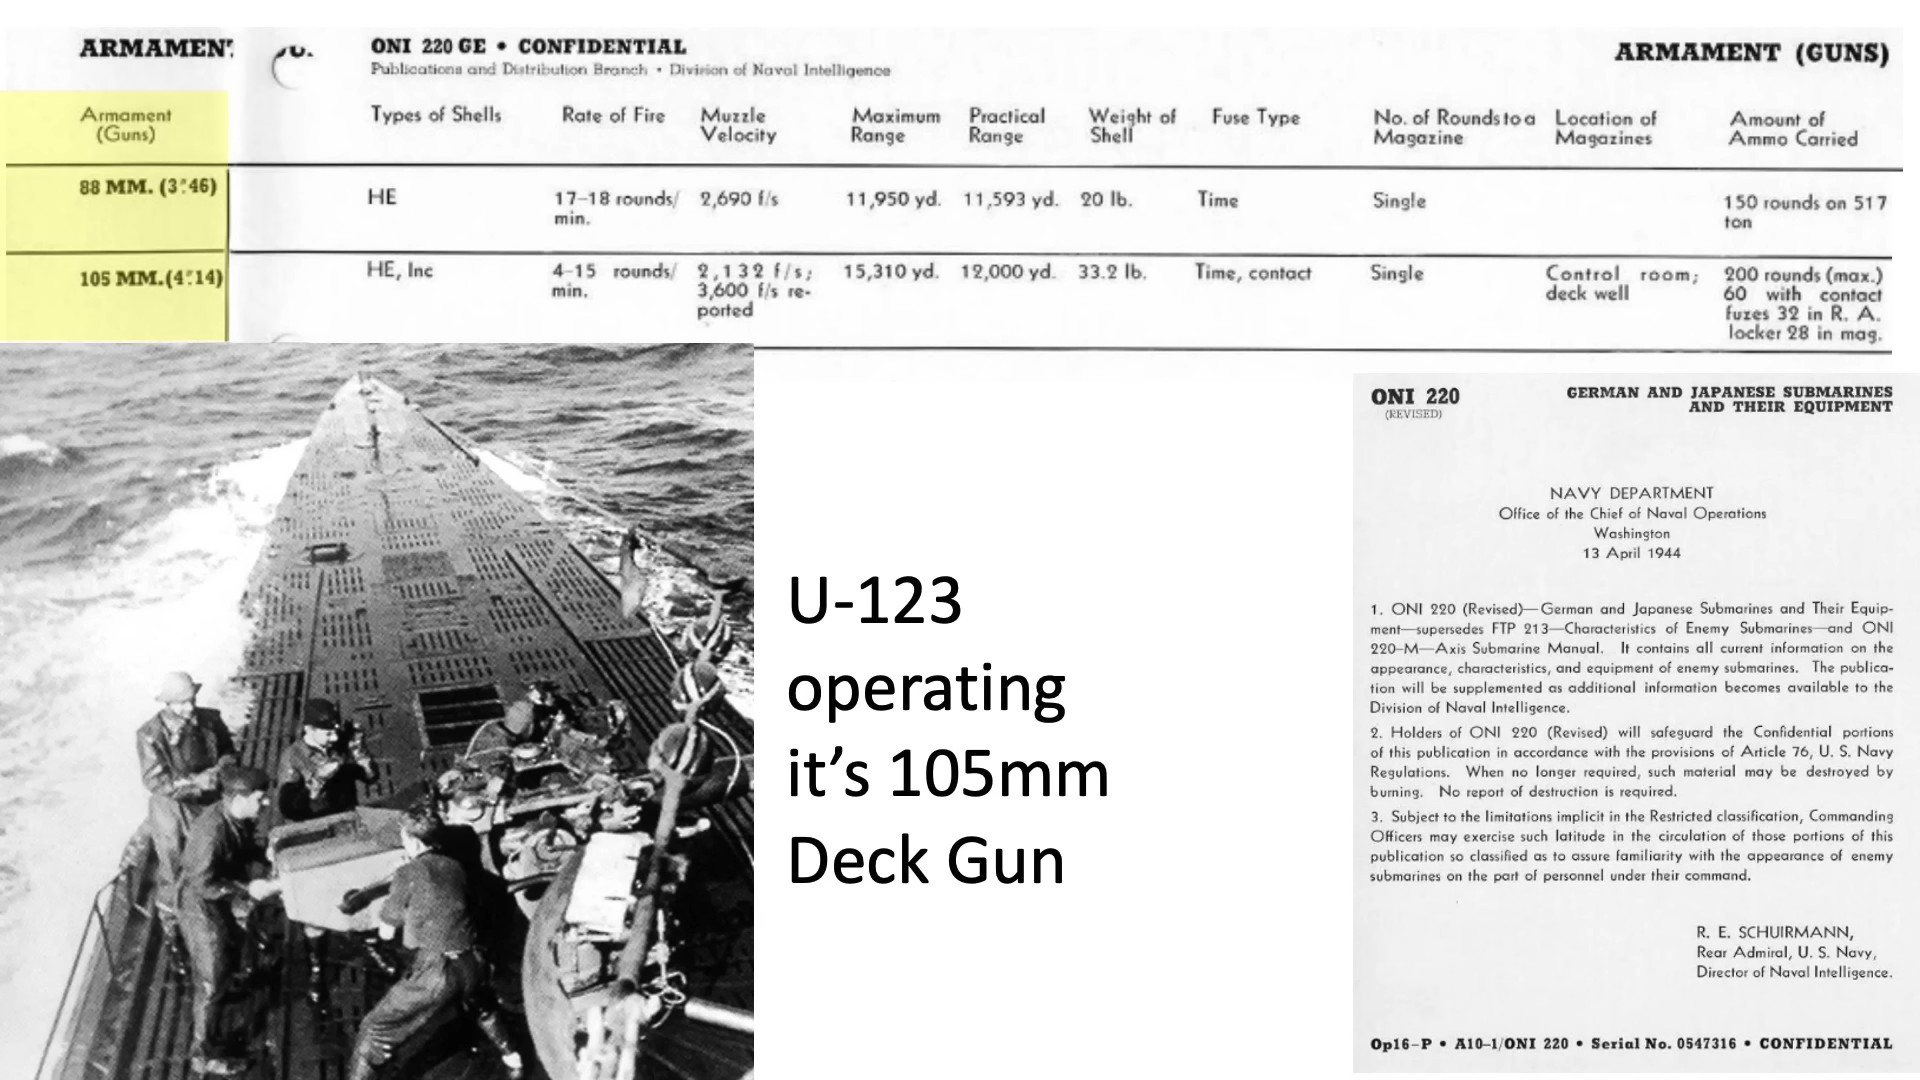 ARMAMEN
ONI 220 GE • CONFIDENTIAL
Publications and Distribution Branch • Division of Naval Intelligence
ARMAMENT (GUNS)
Armament
(Guns)
Types of Shells
Rate of Fire
Muzzle
Velocity
Maximum
Range
Practical
Range
Weight of
Shell
Fuse Type
No. of Rounds to a
Magazine
Location of
Magazines
Amount of
Ammo Carried
88 MM. (3".46)
HE
17–18 rounds/
min.
2,690 f/s
11,950 yd.
11,593 yd.
20 lb.
Time
Single
150 rounds on 517
ton
105 MM.(4".14)
HE, Inc
4–15 rounds/
min.
2,132 f/s;
3,600 f/s re-
ported
15,310 yd.
12,000 yd.
33.2 lb.
Time, contact
Single
Control room;
deck well
200 rounds (max.)
60 with contact
fuzes 32 in R. A.
locker 28 in mag.
U-123
operating
it’s 105mm
Deck Gun
ONI 220
(REVISED)
GERMAN AND JAPANESE SUBMARINES
AND THEIR EQUIPMENT
NAVY DEPARTMENT
Office of the Chief of Naval Operations
Washington
13 April 1944
1. ONI 220 (Revised)—German and Japanese Submarines and Their Equip-
ment—supersedes FTP 213—Characteristics of Enemy Submarines—and ONI
220–M—Axis Submarine Manual. It contains all current information on the
appearance, characteristics, and equipment of enemy submarines. The publica-
tion will be supplemented as additional information becomes available to the
Division of Naval Intelligence.
2. Holders of ONI 220 (Revised) will safeguard the Confidential portions
of this publication in accordance with the provisions of Article 76, U. S. Navy
Regulations. When no longer required, such material may be destroyed by
burning. No report of destruction is required.
3. Subject to the limitations implicit in the Restricted classification, Commanding
Officers may exercise such latitude in the circulation of those portions of this
publication so classified as to assure familiarity with the appearance of enemy
submarines on the part of personnel under their command.
R. E. SCHUIRMANN,
Rear Admiral, U. S. Navy,
Director of Naval Intelligence.
Op16-P • A10-1/ONI 220 • Serial No. 0547316 • CONFIDENTIAL